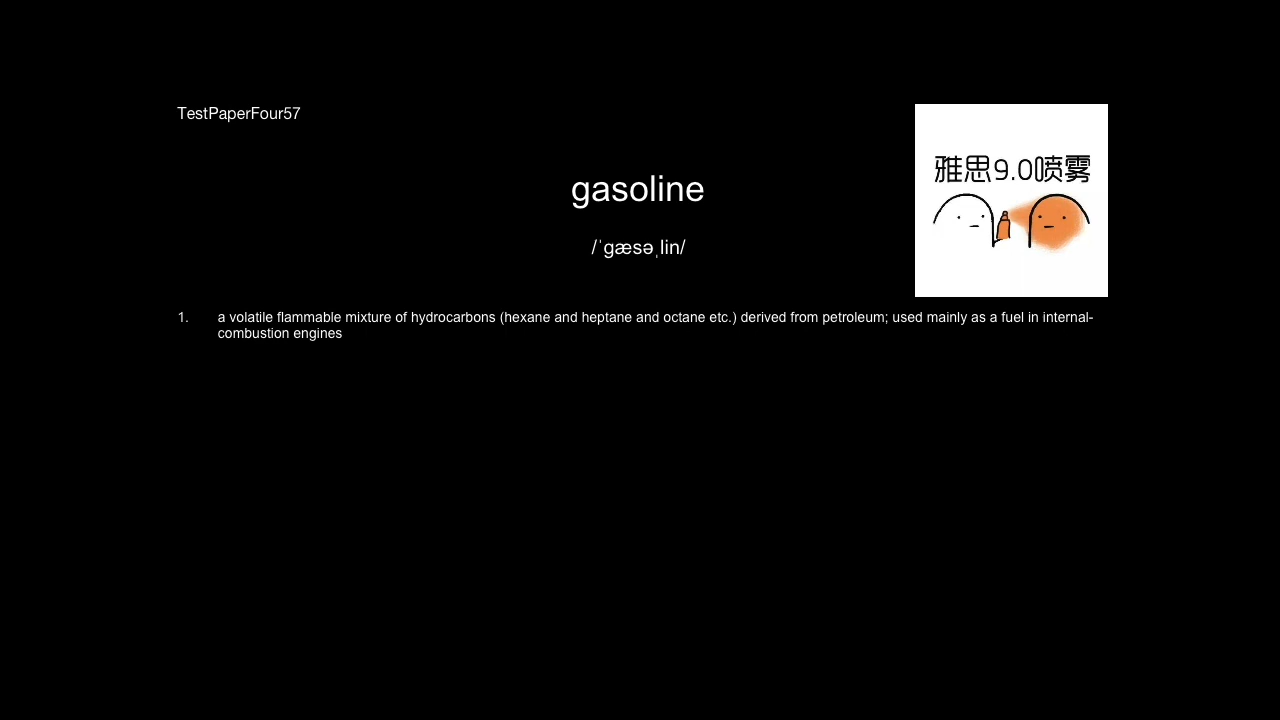 TestPaperFour57
雅思9.0喷雾
gasoline
/ˈɡæsəˌlin/
1. a volatile flammable mixture of hydrocarbons (hexane and heptane and octane etc.) derived from petroleum; used mainly as a fuel in internal-
combustion engines